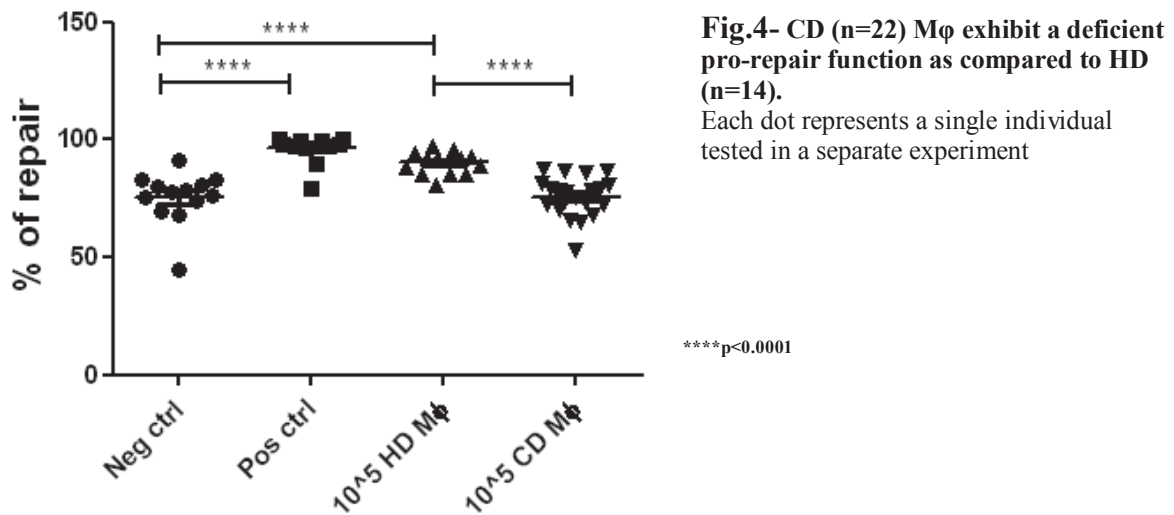 150
100
50
0
% of repair
****
****
****
Neg ctrl
Pos ctrl
10^5 HD Mϕ
10^5 CD Mϕ
Fig.4- CD (n=22) Mφ exhibit a deficient
pro-repair function as compared to HD
(n=14).
Each dot represents a single individual
tested in a separate experiment
****p<0.0001